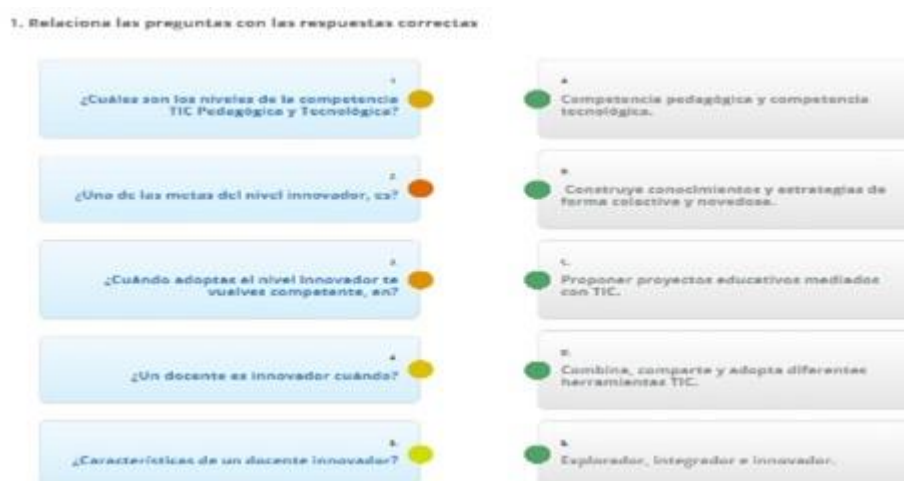 1. Relaciona las preguntas con las respuestas correctas
1.
¿Cuáles son los niveles de la competencia
TIC Pedagógica y Tecnológica?
A.
Competencia pedagógica y competencia
tecnológica.
2.
¿Una de las metas del nivel innovador, es?
B.
Construye conocimientos y estrategias de
forma colectiva y novedosa.
3.
¿Cuándo adoptas el nivel Innovador te
vuelves competente, en?
C.
Proponer proyectos educativos mediados
con TIC.
4.
¿Un docente es innovador cuándo?
D.
Combina, comparte y adopta diferentes
herramientas TIC.
5.
¿Características de un docente innovador?
E.
Explorador, integrador e innovador.